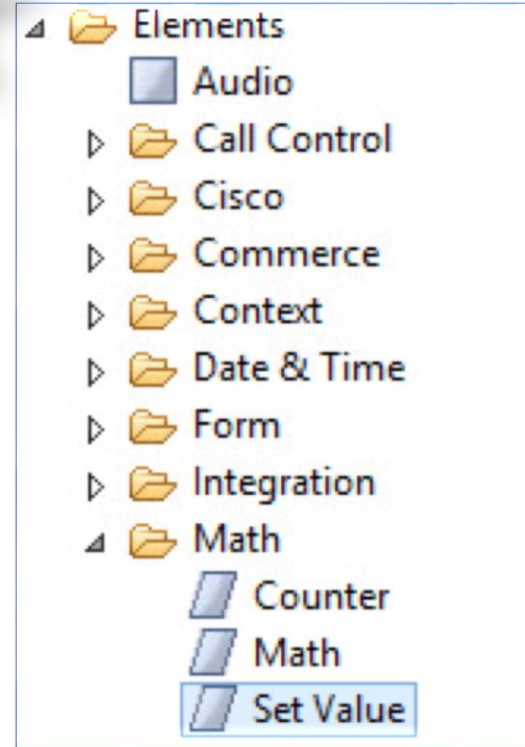 Elements
Audio
Call Control
Cisco
Commerce
Context
Date & Time
Form
Integration
Math
Counter
Math
Set Value